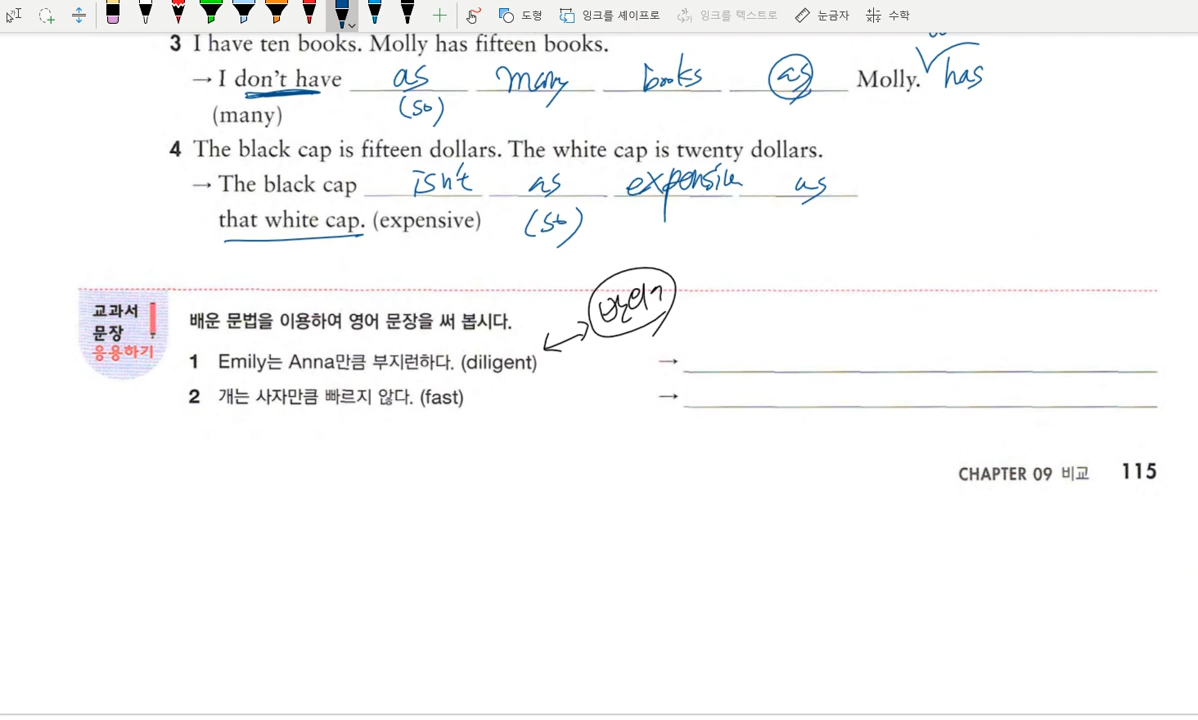 도형 잉크를 셰이프로 잉크를 텍스트로 눈금자 수학
3 I have ten books. Molly has fifteen books.
→ I don't have as many books as Molly. has
(so)
(many)
4 The black cap is fifteen dollars. The white cap is twenty dollars.
→ The black cap isn't as expensive as
that white cap. (expensive) (so)
교과서
문장
응용하기
배운 문법을 이용하여 영어 문장을 써 봅시다.
1 Emily는 Anna만큼 부지런하다. (diligent) →
2 개는 사자만큼 빠르지 않다. (fast) →
CHAPTER 09 비교 115